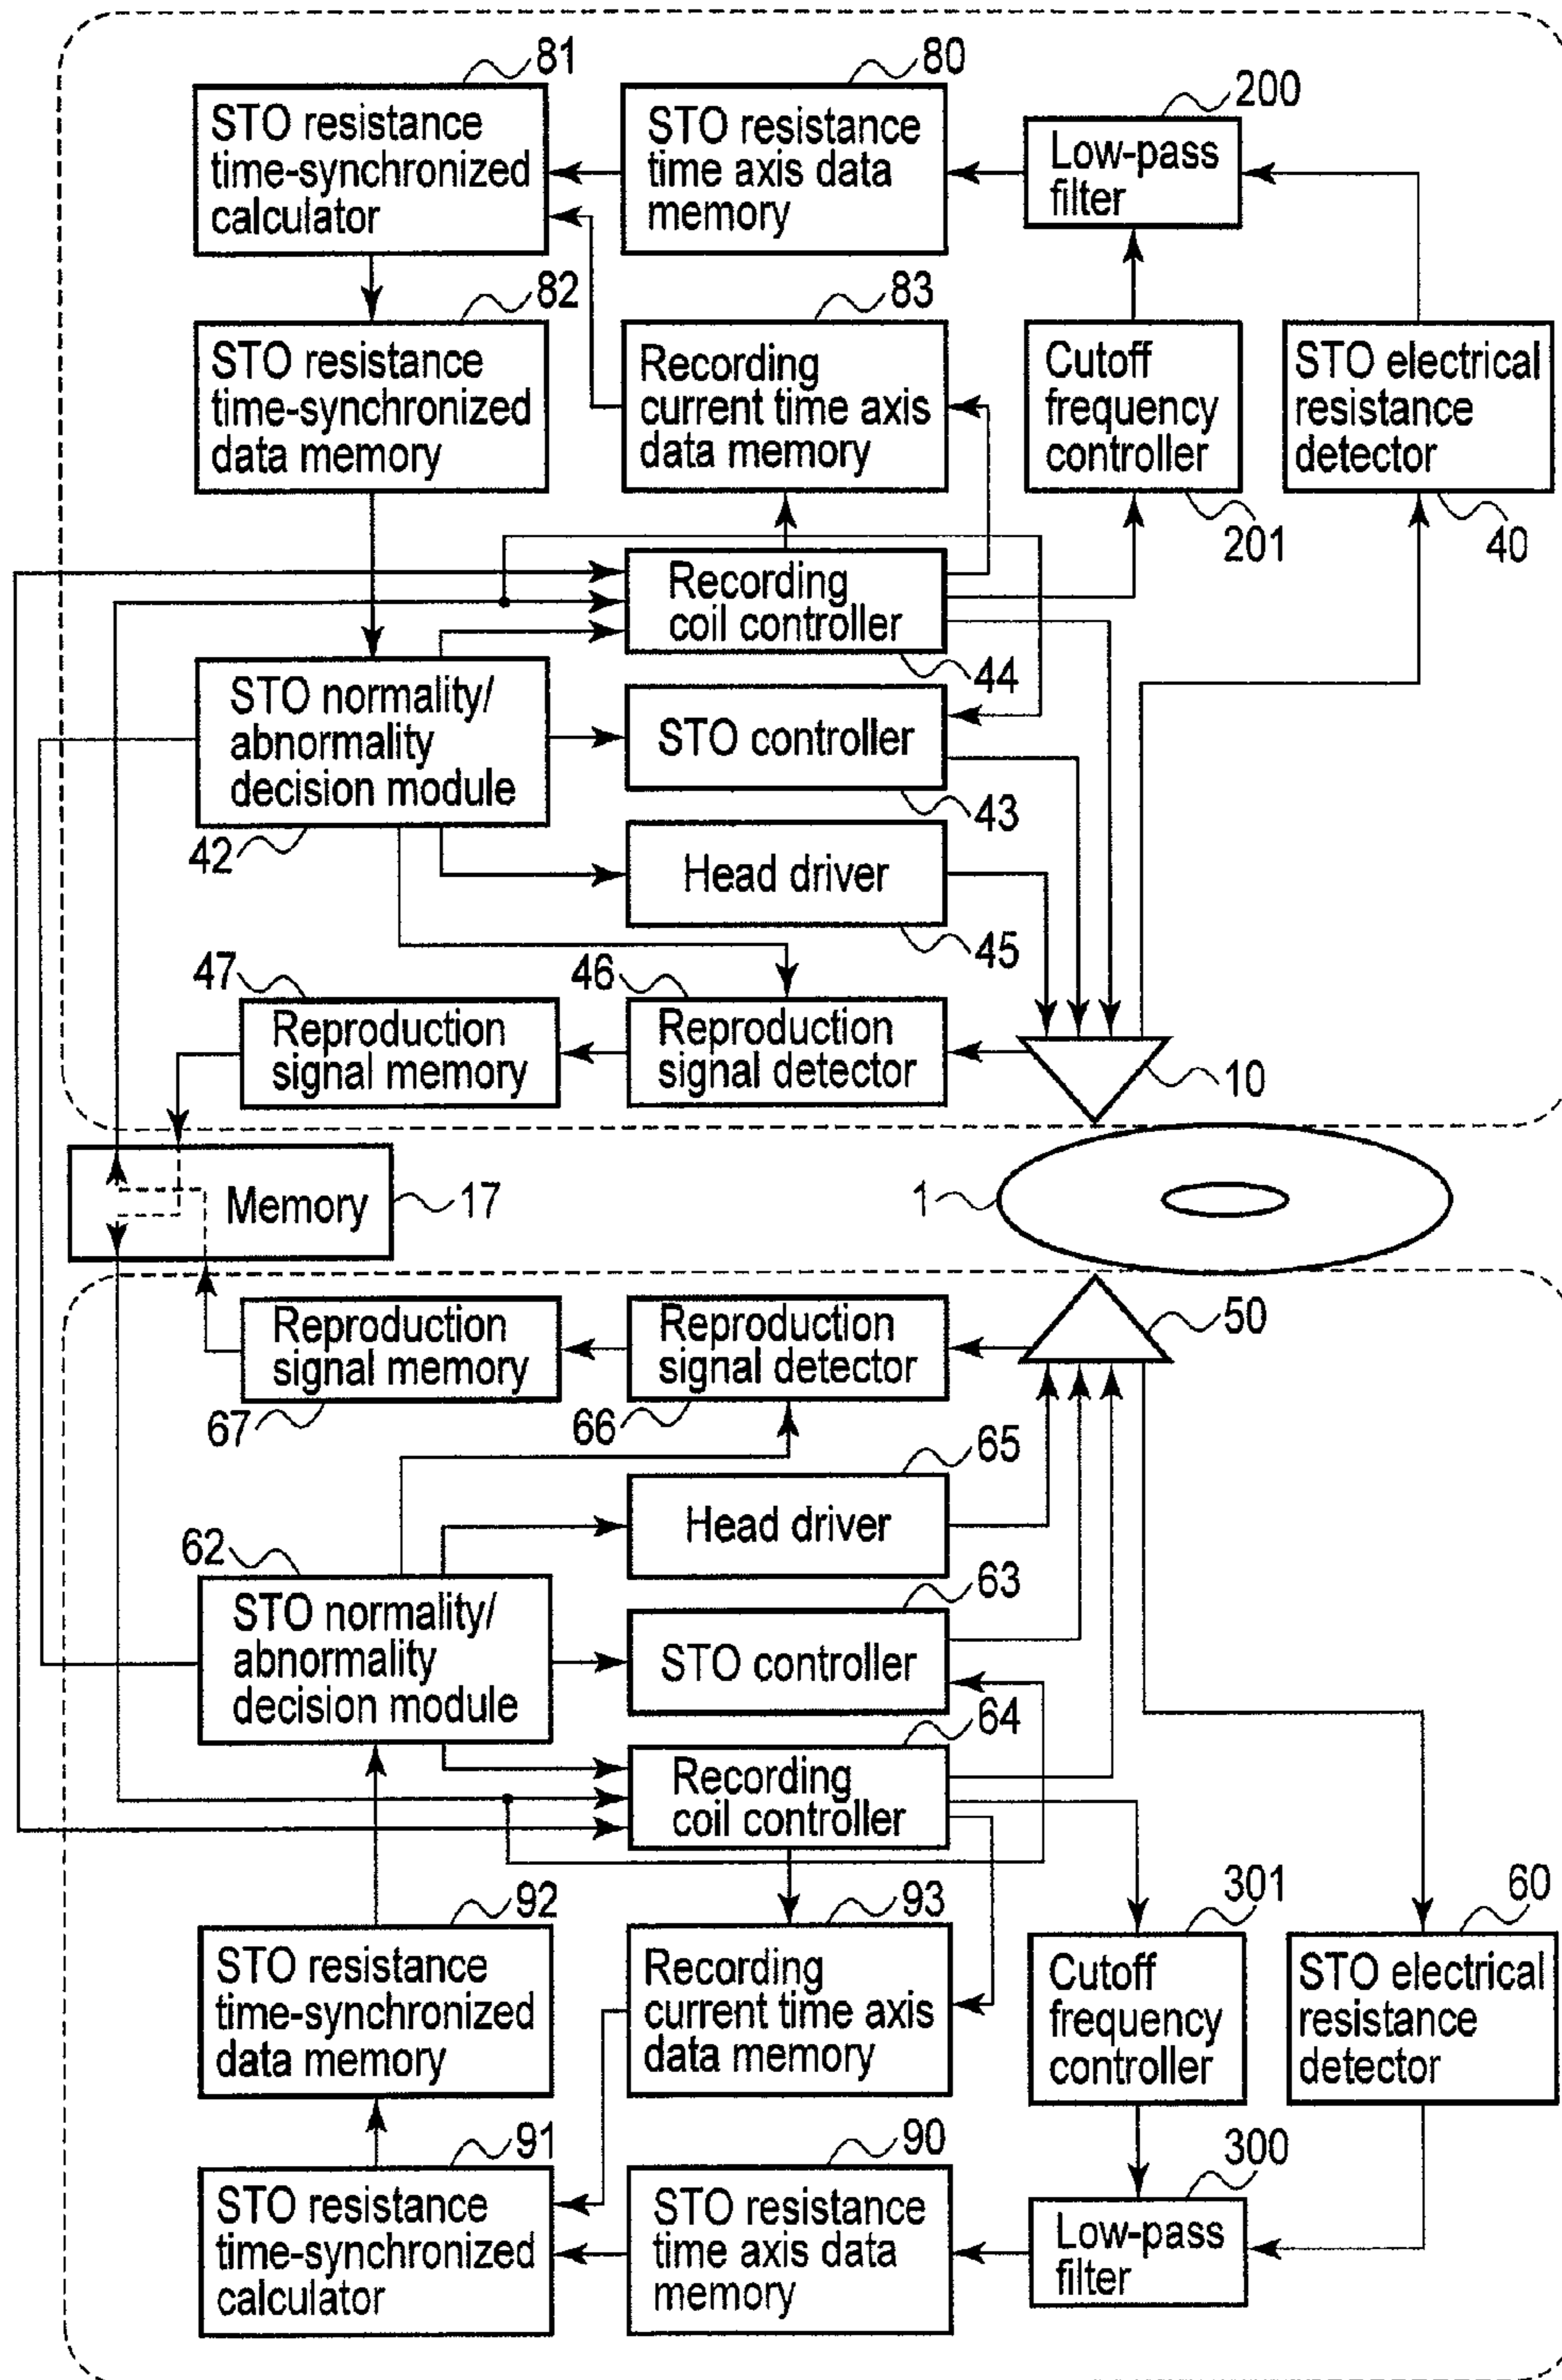 81
80
200
STO resistance
time-synchronized
calculator
STO resistance
time axis data
memory
Low-pass
filter
82
83
STO resistance
time-synchronized
data memory
Recording
current time axis
data memory
Cutoff
frequency
controller
STO electrical
resistance
detector
201
40
Recording
coil controller
44
STO normality/
abnormality
decision module
42
STO controller
43
Head driver
45
47
46
Reproduction
signal memory
Reproduction
signal detector
10
Memory
17
1
50
Reproduction
signal memory
Reproduction
signal detector
67
66
65
Head driver
62
63
STO normality/
abnormality
decision module
STO controller
64
Recording
coil controller
92
93
301
60
STO resistance
time-synchronized
data memory
Recording
current time axis
data memory
Cutoff
frequency
controller
STO electrical
resistance
detector
91
90
300
STO resistance
time-synchronized
calculator
STO resistance
time axis data
memory
Low-pass
filter